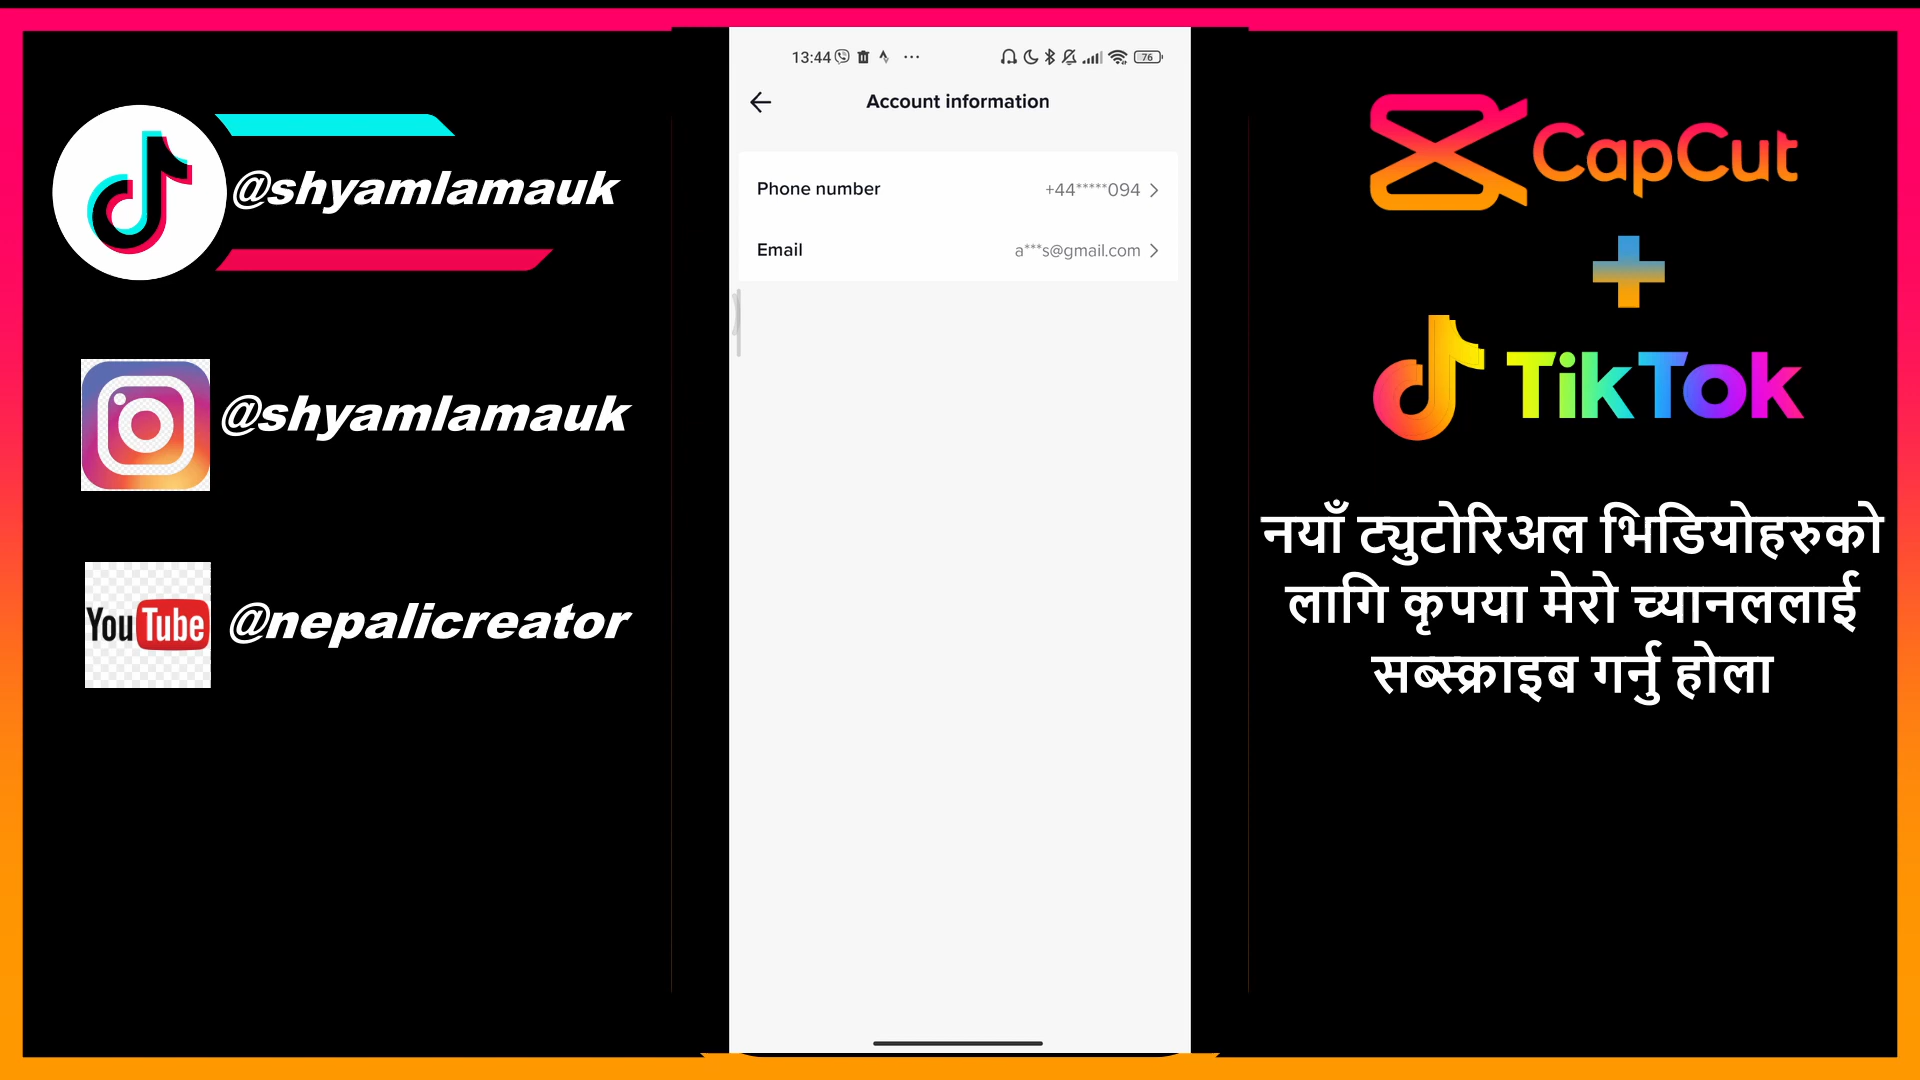 @shyamlamauk
@shyamlamauk
YouTube
@nepalicreator
13:44
76
Account information
Phone number
+44*****094
Email
a***s@gmail.com
CapCut
+
TikTok
नयाँ ट्युटोरिअल भिडियोहरुको
लागि कृपया मेरो च्यानललाई
सब्स्क्राइब गर्नु होला